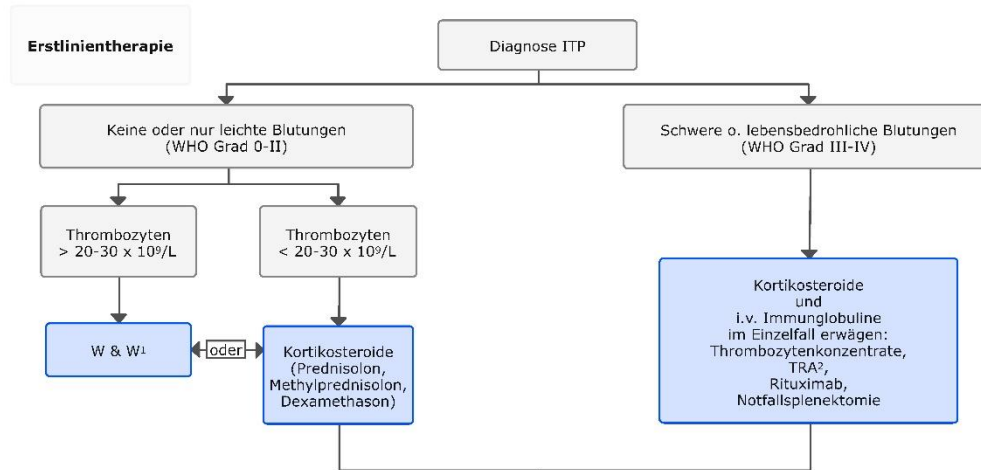 Erstlinientherapie
Diagnose ITP
Keine oder nur leichte Blutungen
(WHO Grad 0-II)
Schwere o. lebensbedrohliche Blutungen
(WHO Grad III-IV)
Thrombozyten
> 20-30 x 10⁹/L
Thrombozyten
< 20-30 x 10⁹/L
W & W¹
oder
Kortikosteroide
(Prednisolon,
Methylprednisolon,
Dexamethason)
Kortikosteroide
und
i.v. Immunglobuline
im Einzelfall erwägen:
Thrombozytenkonzentrate,
TRA²,
Rituximab,
Notfallsplenektomie